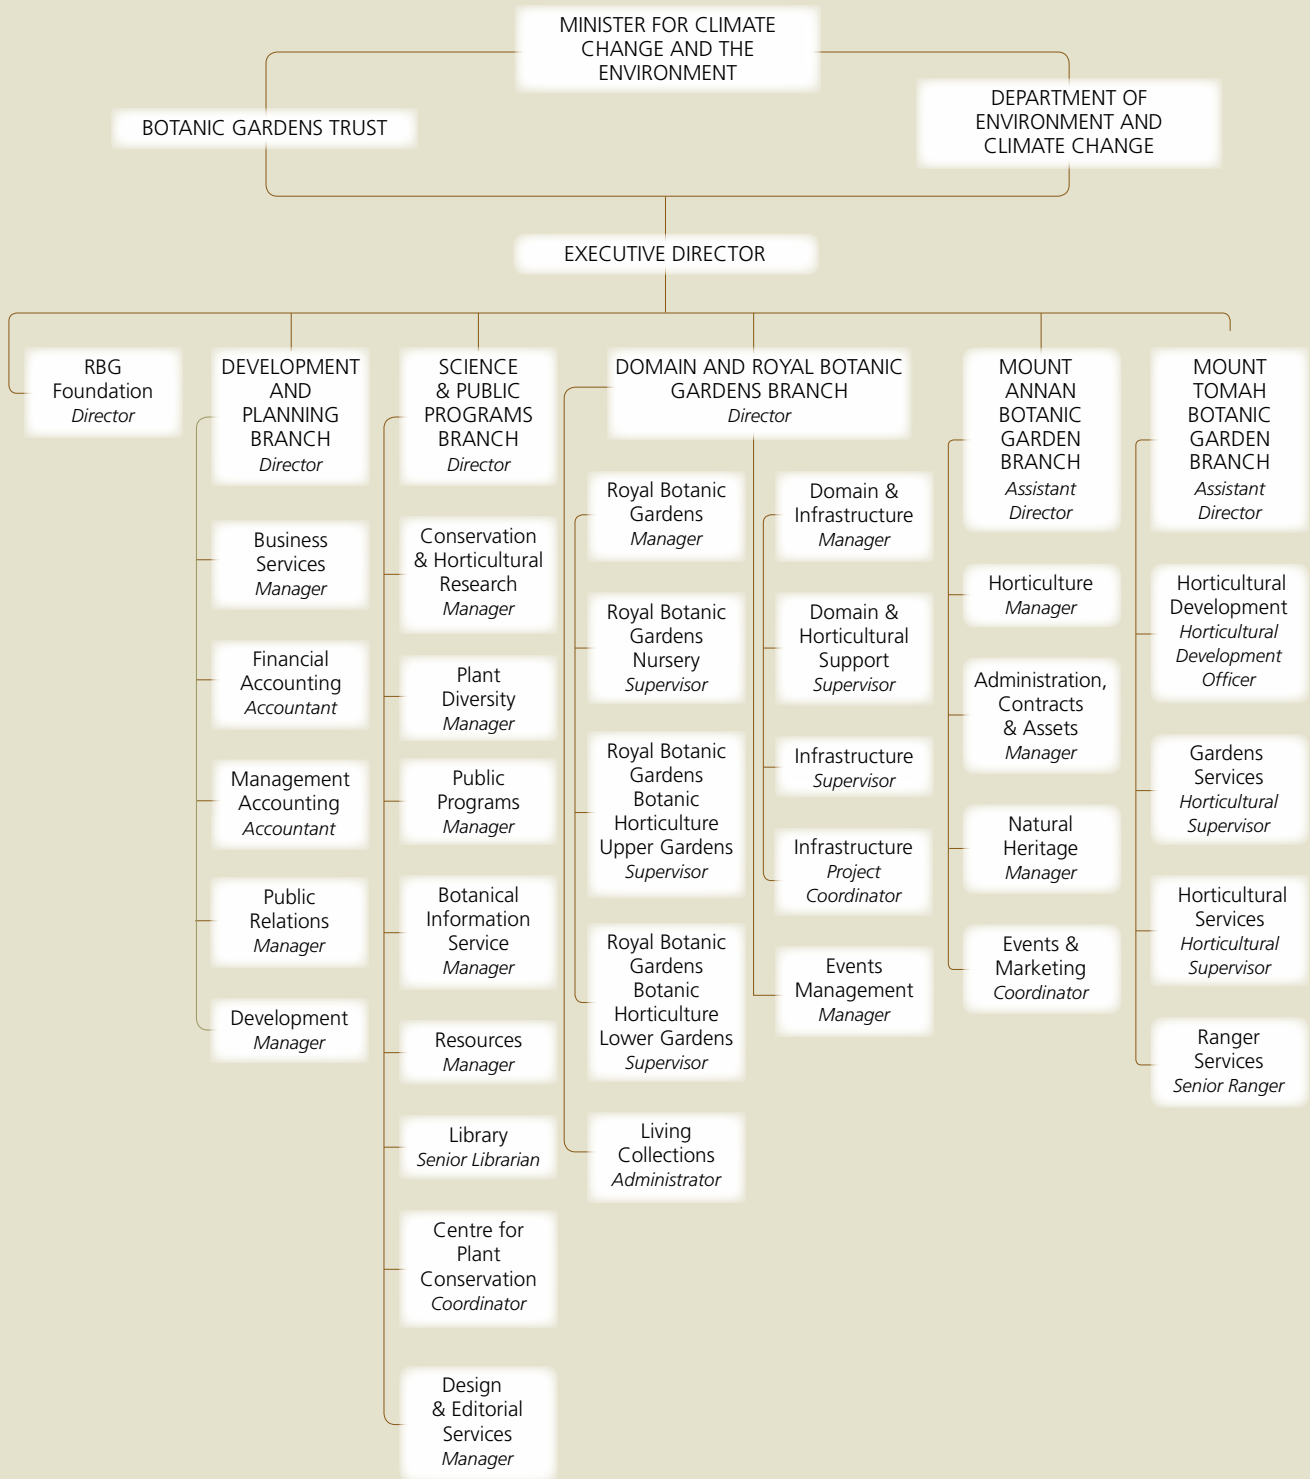 MINISTER FOR CLIMATE
CHANGE AND THE
ENVIRONMENT
BOTANIC GARDENS TRUST
DEPARTMENT OF
ENVIRONMENT AND
CLIMATE CHANGE
EXECUTIVE DIRECTOR
RBG
Foundation
Director
DEVELOPMENT
AND
PLANNING
BRANCH
Director
Business
Services
Manager
Financial
Accounting
Accountant
Management
Accounting
Accountant
Public
Relations
Manager
Development
Manager
SCIENCE
& PUBLIC
PROGRAMS
BRANCH
Director
Conservation
& Horticultural
Research
Manager
Plant
Diversity
Manager
Public
Programs
Manager
Botanical
Information
Service
Manager
Resources
Manager
Library
Senior Librarian
Centre for
Plant
Conservation
Coordinator
Design
& Editorial
Services
Manager
DOMAIN AND ROYAL BOTANIC
GARDENS BRANCH
Director
Royal Botanic
Gardens
Manager
Royal Botanic
Gardens
Nursery
Supervisor
Royal Botanic
Gardens
Botanic
Horticulture
Upper Gardens
Supervisor
Royal Botanic
Gardens
Botanic
Horticulture
Lower Gardens
Supervisor
Living
Collections
Administrator
Domain &
Infrastructure
Manager
Domain &
Horticultural
Support
Supervisor
Infrastructure
Supervisor
Infrastructure
Project
Coordinator
Events
Management
Manager
MOUNT
ANNAN
BOTANIC
GARDEN
BRANCH
Assistant
Director
Horticulture
Manager
Administration,
Contracts
& Assets
Manager
Natural
Heritage
Manager
Events &
Marketing
Coordinator
MOUNT
TOMAH
BOTANIC
GARDEN
BRANCH
Assistant
Director
Horticultural
Development
Horticultural
Development
Officer
Gardens
Services
Horticultural
Supervisor
Horticultural
Services
Horticultural
Supervisor
Ranger
Services
Senior Ranger